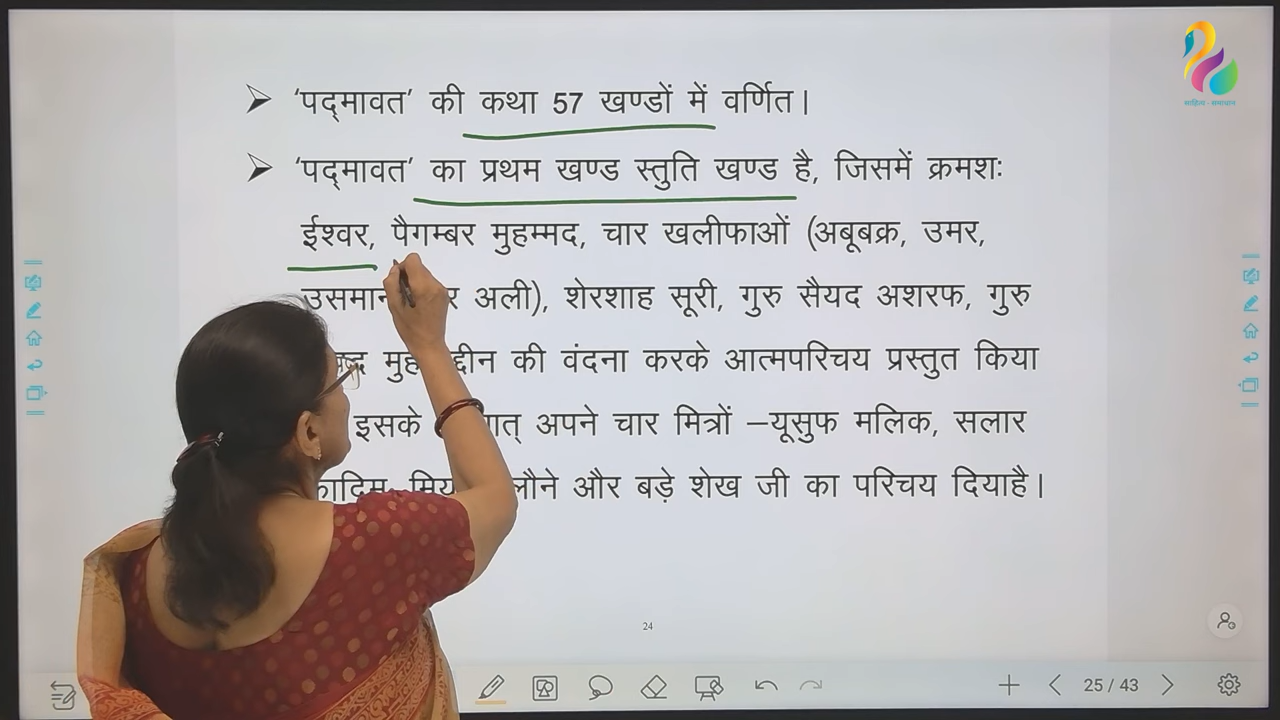 ➢ ‘पद्मावत’ की कथा 57 खण्डों में वर्णित।
➢ ‘पद्मावत’ का प्रथम खण्ड स्तुति खण्ड है, जिसमें क्रमशः
ईश्वर, पैगम्बर मुहम्मद, चार खलीफाओं (अबूबक्र, उमर,
उसमान अली), शेरशाह सूरी, गुरु सैयद अशरफ, गुरु
की वंदना करके आत्मपरिचय प्रस्तुत किया
इसके अपने चार मित्रों –यूसुफ मलिक, सलार
और बड़े शेख जी का परिचय दियाहै।
साहित्य - समाधान
24
25 / 43